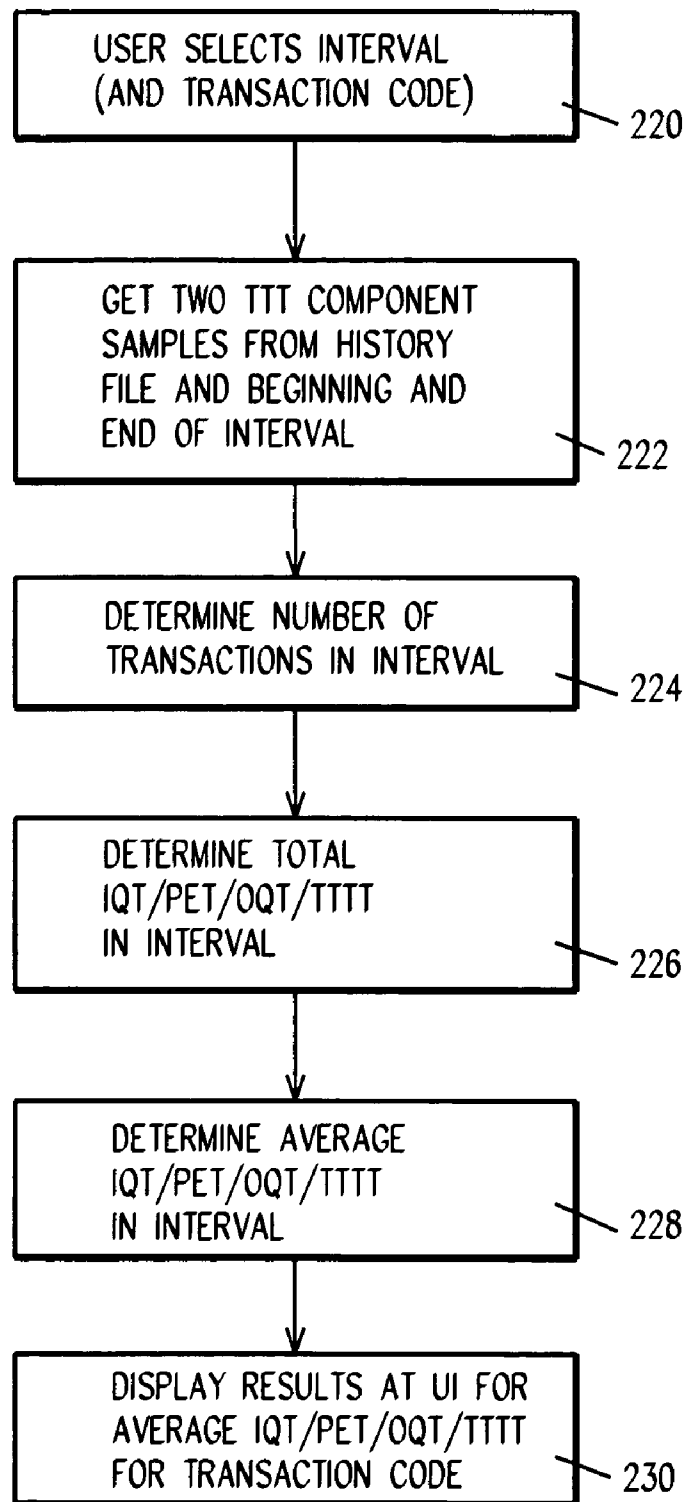 USER SELECTS INTERVAL
(AND TRANSACTION CODE)
220
GET TWO TTT COMPONENT
SAMPLES FROM HISTORY
FILE AND BEGINNING AND
END OF INTERVAL
222
DETERMINE NUMBER OF
TRANSACTIONS IN INTERVAL
224
DETERMINE TOTAL
IQT/PET/OQT/TTTT
IN INTERVAL
226
DETERMINE AVERAGE
IQT/PET/OQT/TTTT
IN INTERVAL
228
DISPLAY RESULTS AT UI FOR
AVERAGE IQT/PET/OQT/TTTT
FOR TRANSACTION CODE
230